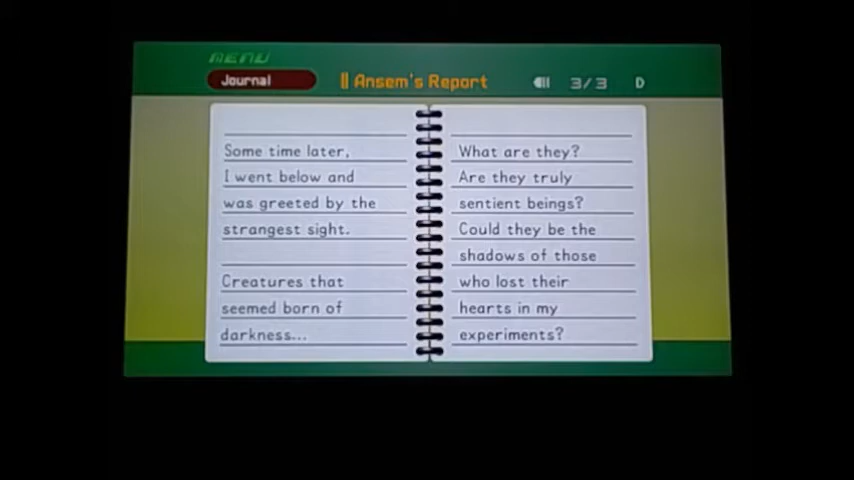 MENU
Journal
Ansem's Report
3/3
D
Some time later,
I went below and
was greeted by the
strangest sight.
Creatures that
seemed born of
darkness...
What are they?
Are they truly
sentient beings?
Could they be the
shadows of those
who lost their
hearts in my
experiments?